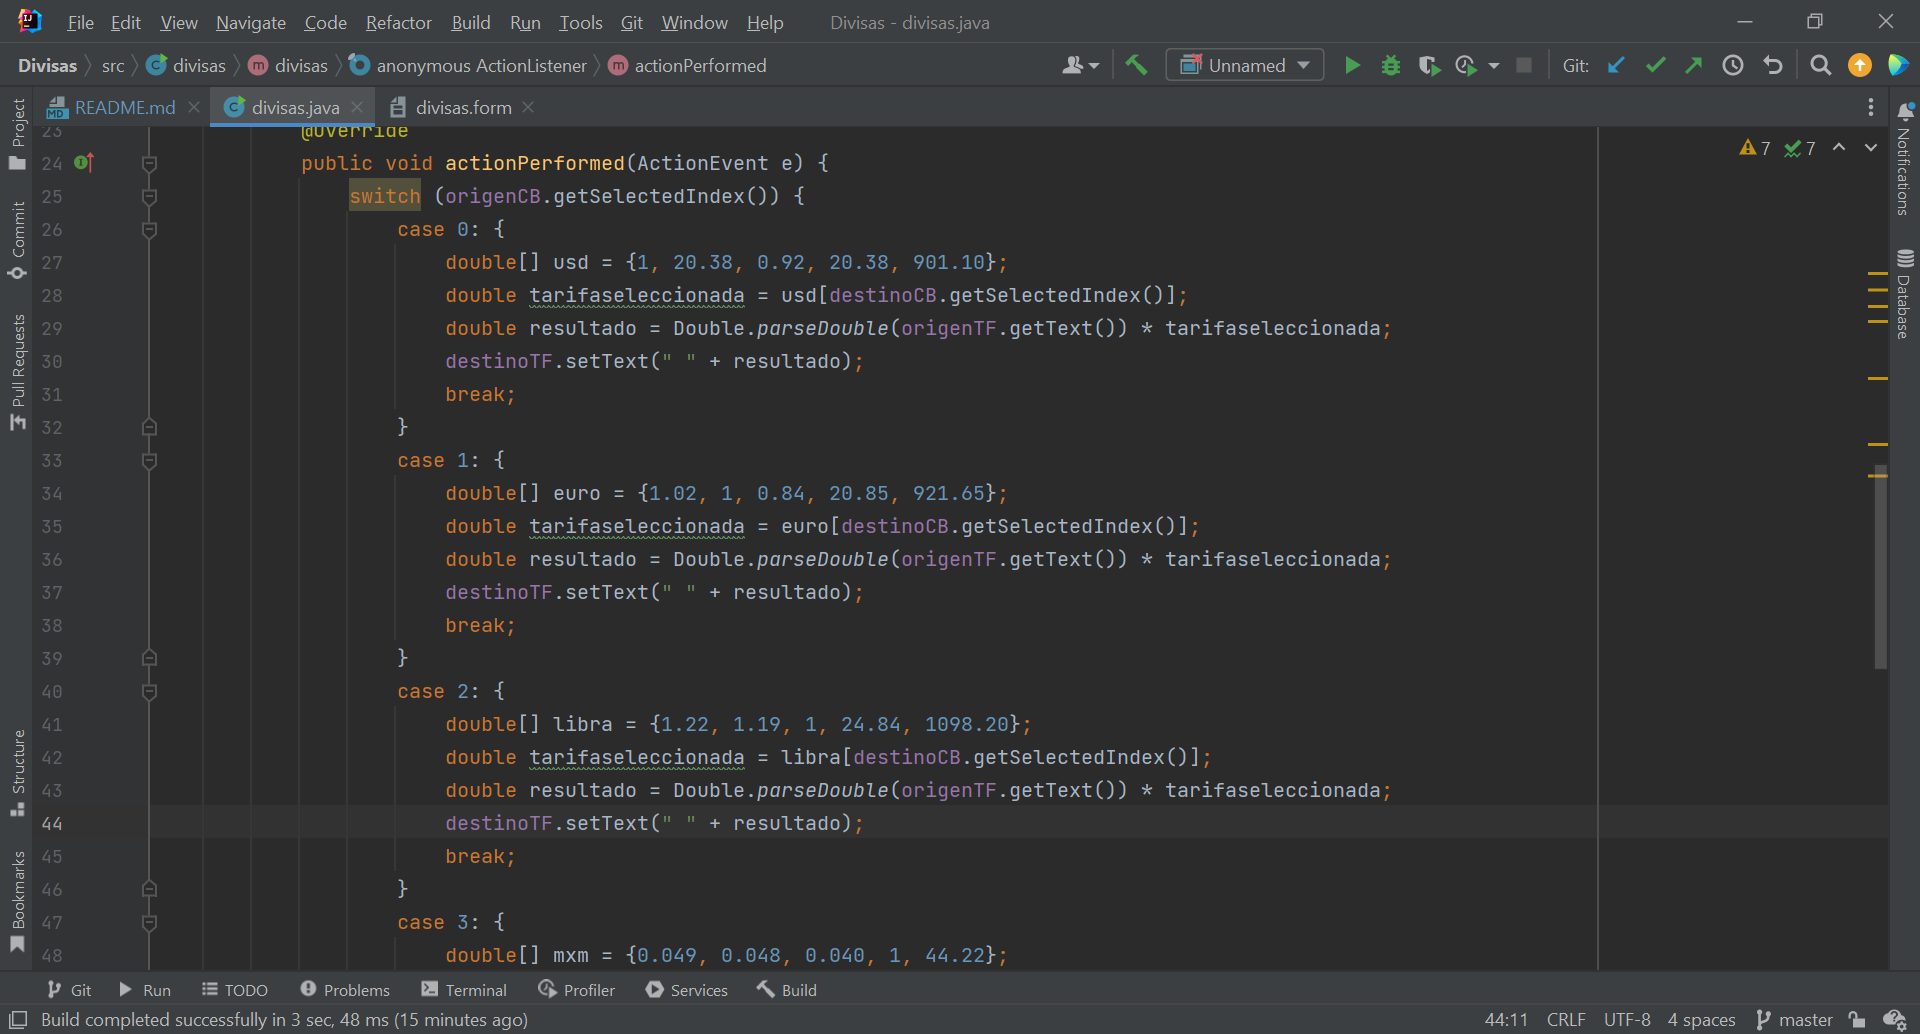 File Edit View Navigate Code Refactor Build Run Tools Git Window Help Divisas - divisas.java
Divisas src divisas divisas anonymous ActionListener actionPerformed Unnamed Git:
README.md divisas.java divisas.form
Project
Commit
Pull Requests
Structure
Bookmarks
Notifications
Database
7 7
23 @Override
24 public void actionPerformed(ActionEvent e) {
25 switch (origenCB.getSelectedIndex()) {
26 case 0: {
27 double[] usd = {1, 20.38, 0.92, 20.38, 901.10};
28 double tarifaseleccionada = usd[destinoCB.getSelectedIndex()];
29 double resultado = Double.parseDouble(origenTF.getText()) * tarifaseleccionada;
30 destinoTF.setText(" " + resultado);
31 break;
32 }
33 case 1: {
34 double[] euro = {1.02, 1, 0.84, 20.85, 921.65};
35 double tarifaseleccionada = euro[destinoCB.getSelectedIndex()];
36 double resultado = Double.parseDouble(origenTF.getText()) * tarifaseleccionada;
37 destinoTF.setText(" " + resultado);
38 break;
39 }
40 case 2: {
41 double[] libra = {1.22, 1.19, 1, 24.84, 1098.20};
42 double tarifaseleccionada = libra[destinoCB.getSelectedIndex()];
43 double resultado = Double.parseDouble(origenTF.getText()) * tarifaseleccionada;
44 destinoTF.setText(" " + resultado);
45 break;
46 }
47 case 3: {
48 double[] mxm = {0.049, 0.048, 0.040, 1, 44.22};
Git Run TODO Problems Terminal Profiler Services Build
Build completed successfully in 3 sec, 48 ms (15 minutes ago) 44:11 CRLF UTF-8 4 spaces master